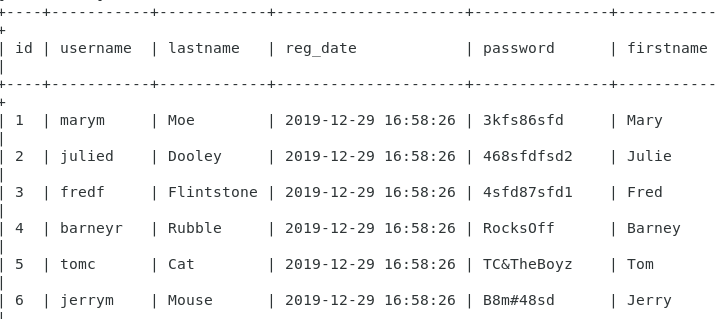 +----+-----------+------------+---------------------+---------------+-----------
+
| id | username  | lastname   | reg_date            | password      | firstname
|
+----+-----------+------------+---------------------+---------------+-----------
+
| 1  | marym     | Moe        | 2019-12-29 16:58:26 | 3kfs86sfd     | Mary
|
| 2  | julied    | Dooley     | 2019-12-29 16:58:26 | 468sfdfsd2    | Julie
|
| 3  | fredf     | Flintstone | 2019-12-29 16:58:26 | 4sfd87sfd1    | Fred
|
| 4  | barneyr   | Rubble     | 2019-12-29 16:58:26 | RocksOff      | Barney
|
| 5  | tomc      | Cat        | 2019-12-29 16:58:26 | TC&TheBoyz    | Tom
|
| 6  | jerrym    | Mouse      | 2019-12-29 16:58:26 | B8m#48sd      | Jerry
|